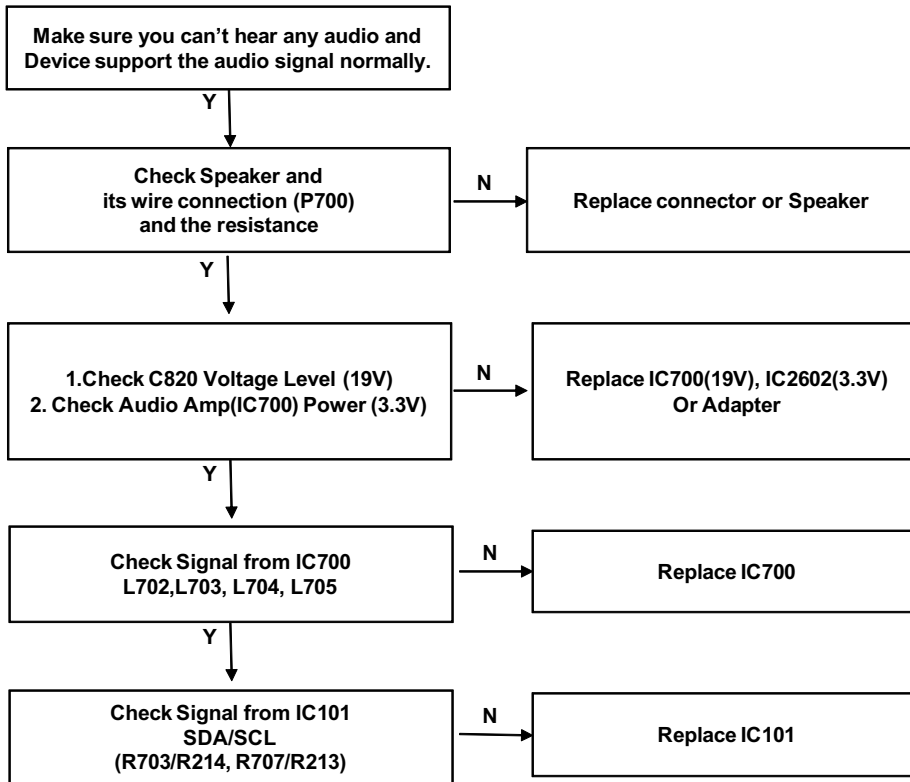 Make sure you can't hear any audio and
Device support the audio signal normally.
Y
Check Speaker and
its wire connection (P700)
and the resistance
N
Replace connector or Speaker
Y
1.Check C820 Voltage Level (19V)
2. Check Audio Amp(IC700) Power (3.3V)
N
Replace IC700(19V), IC2602(3.3V)
Or Adapter
Y
Check Signal from IC700
L702,L703, L704, L705
N
Replace IC700
Y
Check Signal from IC101
SDA/SCL
(R703/R214, R707/R213)
N
Replace IC101